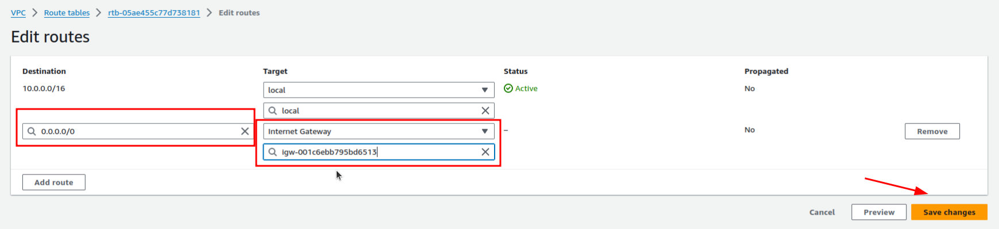 VPC > Route tables > rtb-05ae455c77d738181 > Edit routes
Edit routes
Destination Target Status Propagated
10.0.0.0/16 local Active No
local
0.0.0.0/0 Internet Gateway – No Remove
igw-001c6ebb795bd6513
Add route
Cancel Preview Save changes